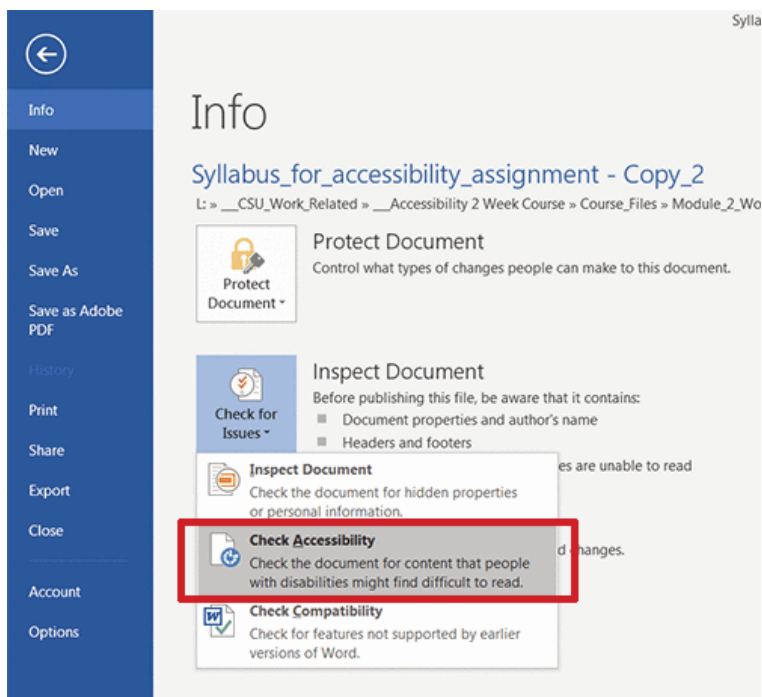 Sylla
Info
New
Open
Save
Save As
Save as Adobe
PDF
History
Print
Share
Export
Close
Account
Options
Info
Syllabus_for_accessibility_assignment - Copy_2
L: » __CSU_Work_Related » __Accessibility 2 Week Course » Course_Files » Module_2_Wo
Protect
Document
Protect Document
Control what types of changes people can make to this document.
Check for
Issues
Inspect Document
Before publishing this file, be aware that it contains:
Document properties and author's name
Headers and footers
es are unable to read
d changes.
Inspect Document
Check the document for hidden properties
or personal information.
Check Accessibility
Check the document for content that people
with disabilities might find difficult to read.
Check Compatibility
Check for features not supported by earlier
versions of Word.